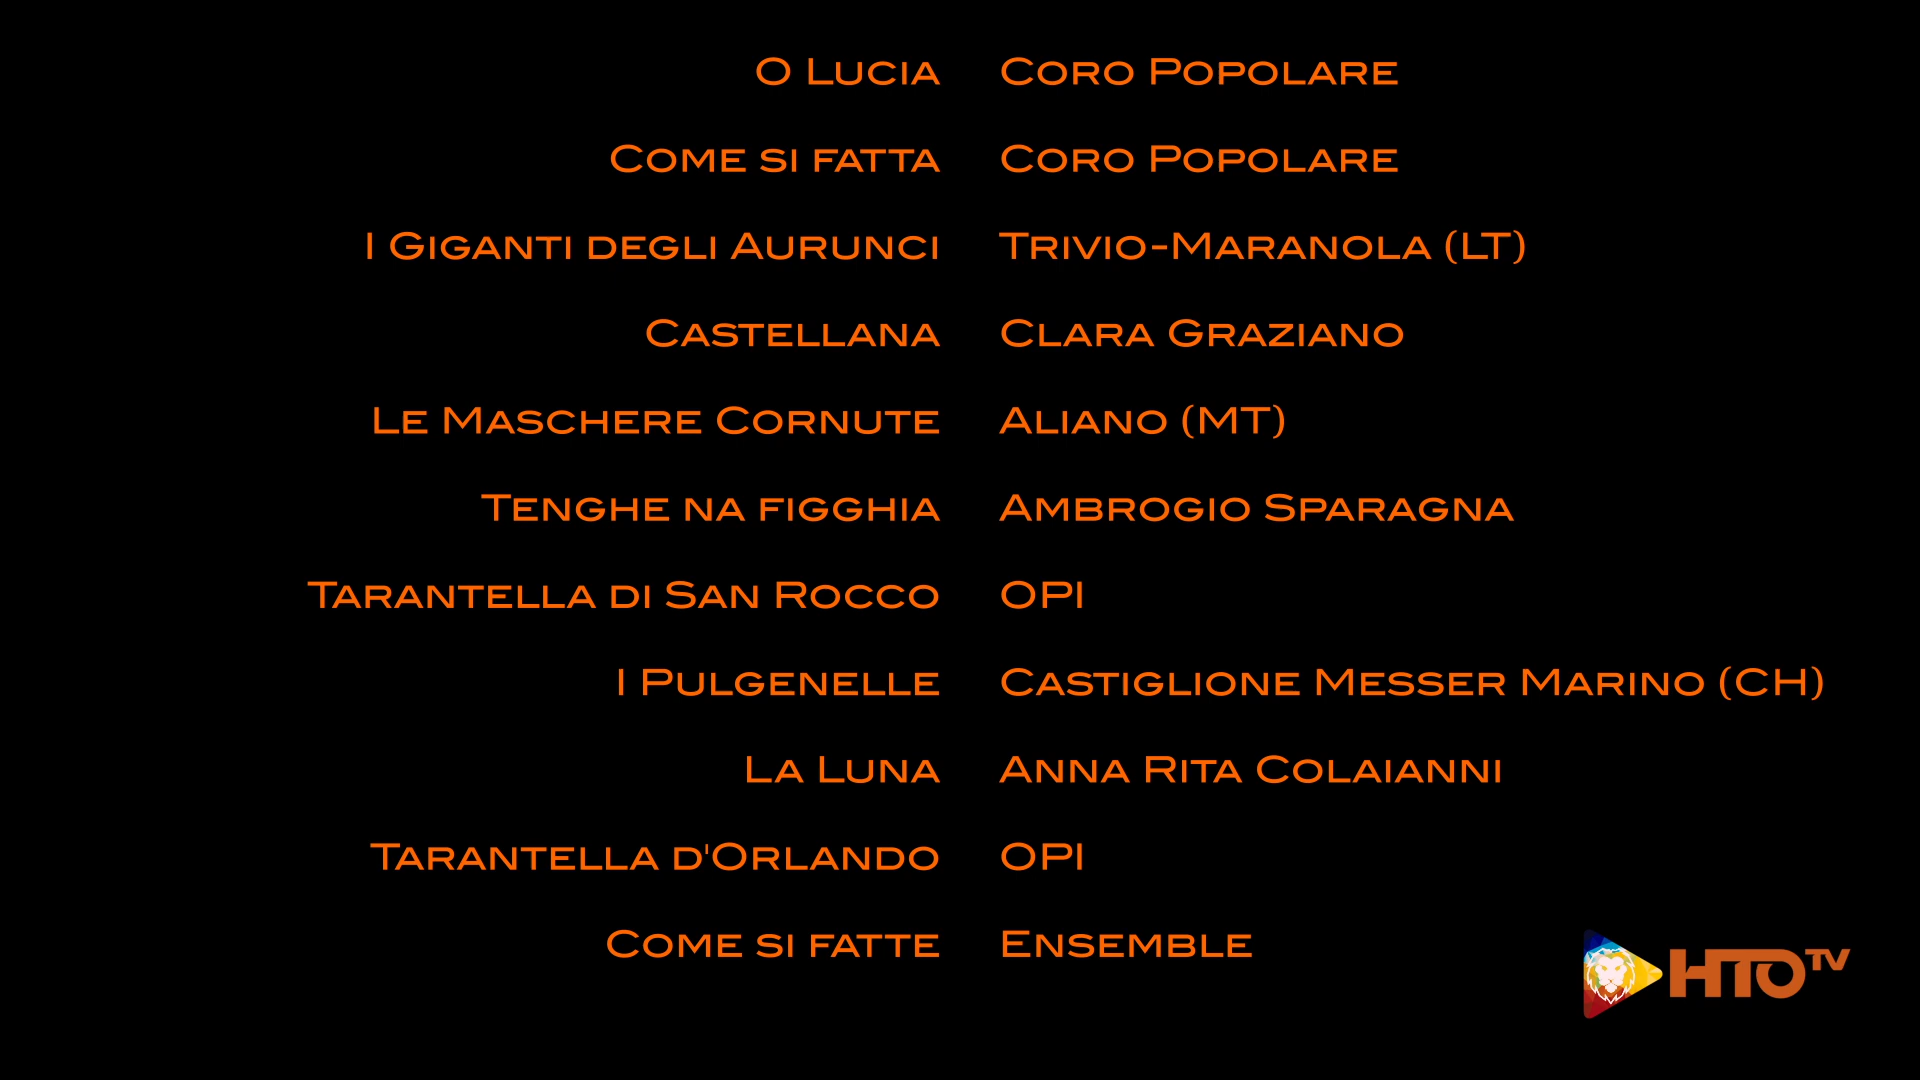 O Lucia Coro Popolare
Come si fatta Coro Popolare
I Giganti degli Aurunci Trivio-Maranola (LT)
Castellana Clara Graziano
Le Maschere Cornute Aliano (MT)
Tenghe na figghia Ambrogio Sparagna
Tarantella di San Rocco OPI
I Pulgenelle Castiglione Messer Marino (CH)
La Luna Anna Rita Colaianni
Tarantella d'Orlando OPI
Come si fatte Ensemble
HTO TV